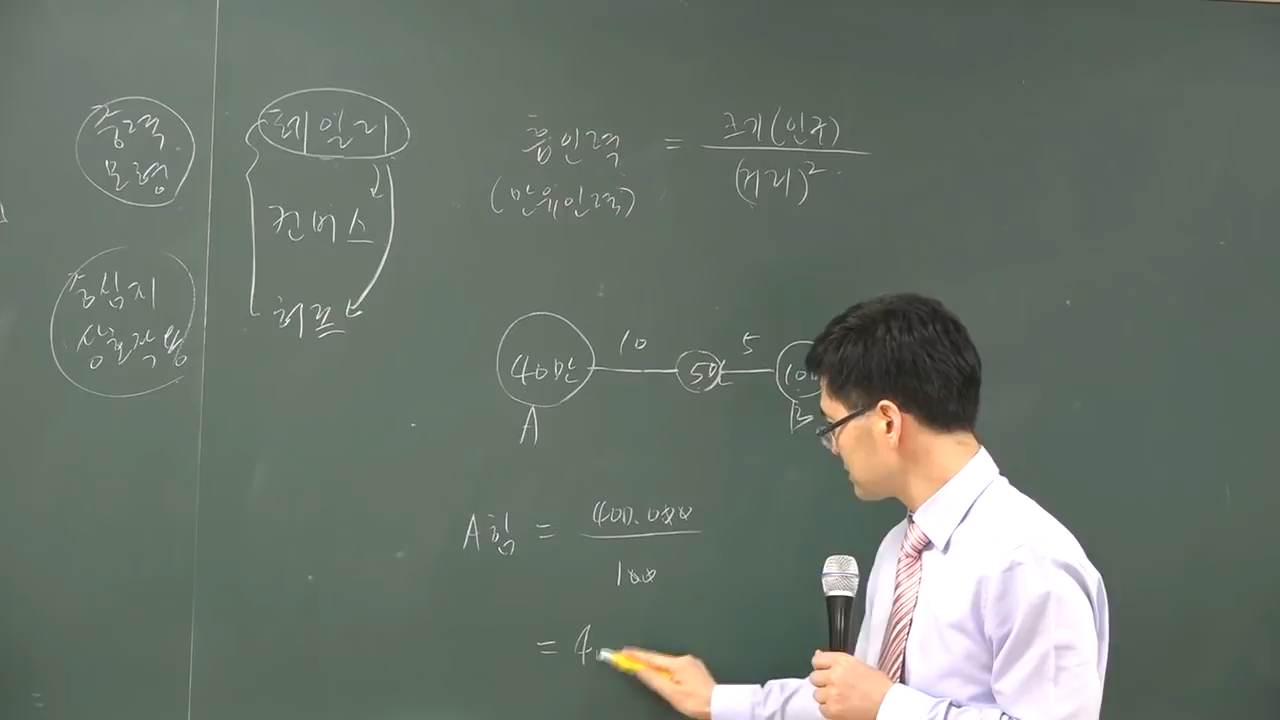 중력
모형
중심지
상호작용
레일리
컨버스
허프
흡인력 = 크기(인구)
(거리)²
(만유인력)
40만
10
5만
5
A
B
A힘 = 400.000
100
= 4.